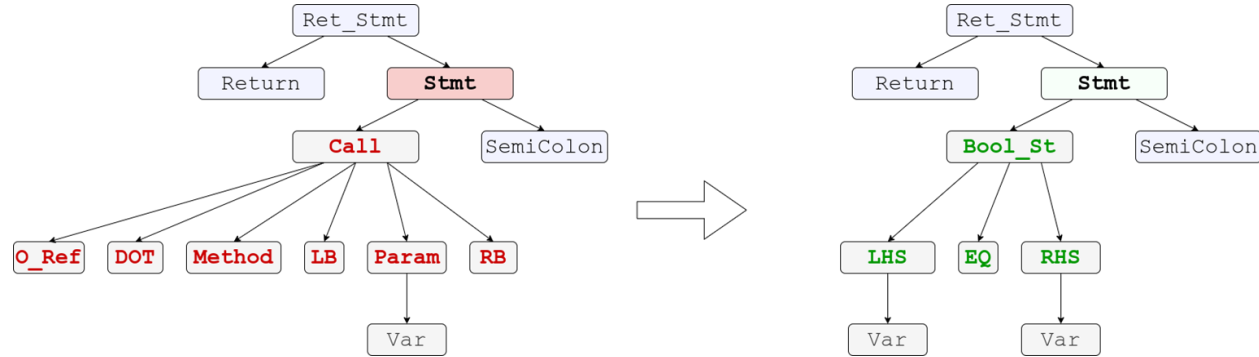 Ret_Stmt
Return
Stmt
Call
SemiColon
O_Ref
DOT
Method
LB
Param
RB
Var
Ret_Stmt
Return
Stmt
Bool_St
SemiColon
LHS
EQ
RHS
Var
Var